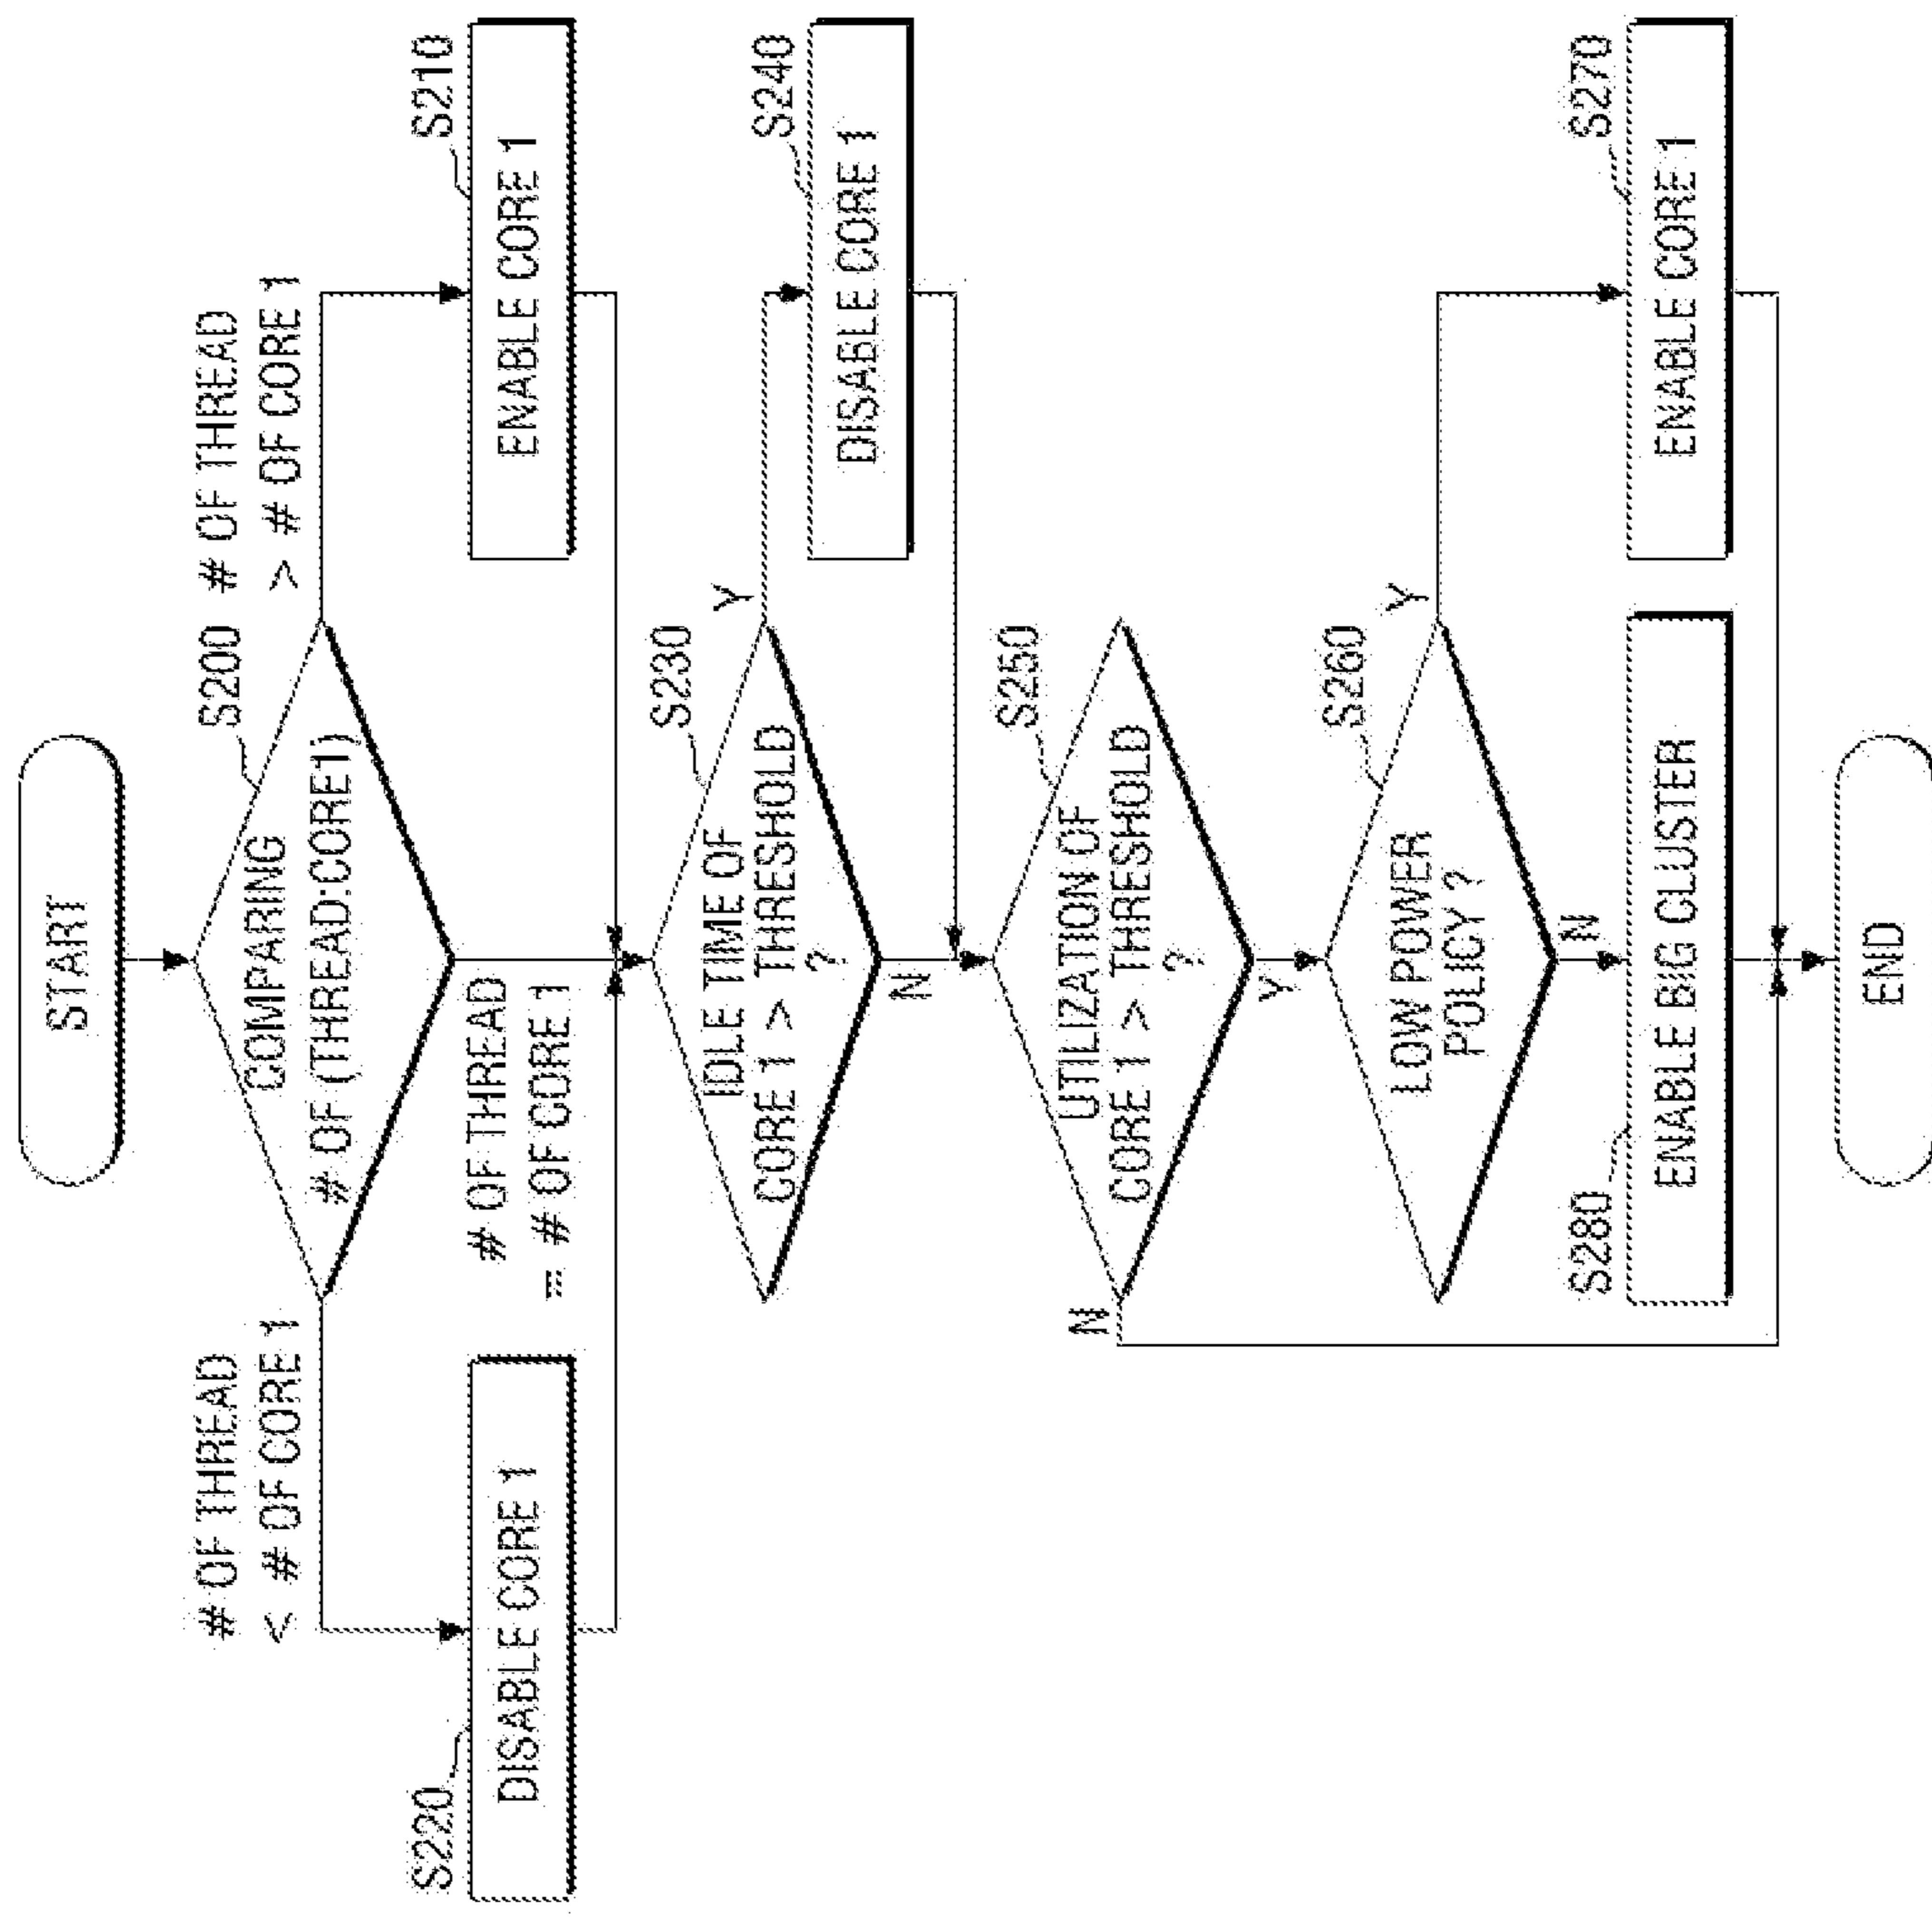 START
S200
COMPARING
# OF (THREAD:CORE1)
# OF THREAD
< # OF CORE 1
# OF THREAD
> # OF CORE 1
S220
DISABLE CORE 1
# OF THREAD
= # OF CORE 1
S210
ENABLE CORE 1
S230
IDLE TIME OF
CORE 1 > THRESHOLD
?
Y
N
S240
DISABLE CORE 1
S250
UTILIZATION OF
CORE 1 > THRESHOLD
?
N
Y
S260
LOW POWER
POLICY ?
Y
N
S280
ENABLE BIG CLUSTER
S270
ENABLE CORE 1
END